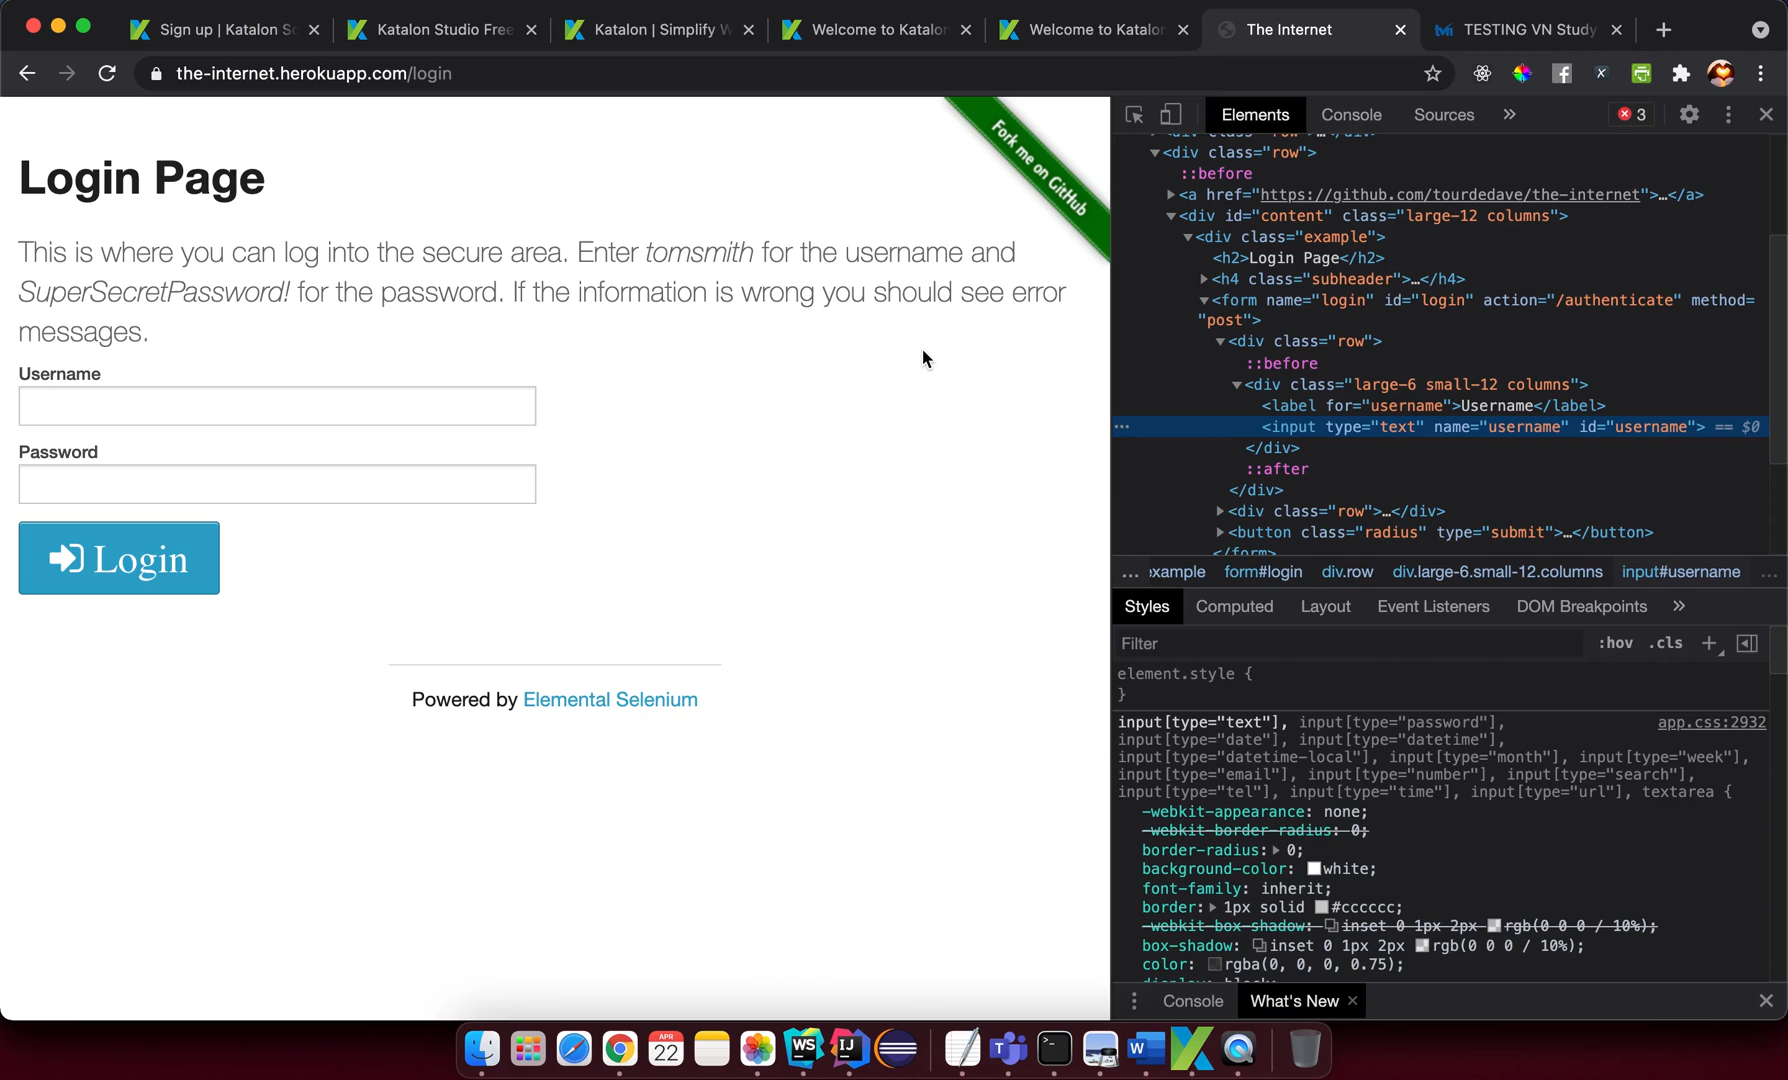 Sign up | Katalon Sc
Katalon Studio Free
Katalon | Simplify W
Welcome to Katalon
Welcome to Katalon
The Internet
TESTING VN Study
the-internet.herokuapp.com/login
Fork me on GitHub
Login Page
This is where you can log into the secure area. Enter tomsmith for the username and
SuperSecretPassword! for the password. If the information is wrong you should see error
messages.
Username
Password
Login
Powered by Elemental Selenium
Elements
Console
Sources
»
3
<div class="row">
::before
<a href="https://github.com/tourdedave/the-internet">…</a>
<div id="content" class="large-12 columns">
<div class="example">
<h2>Login Page</h2>
<h4 class="subheader">…</h4>
<form name="login" id="login" action="/authenticate" method=
"post">
<div class="row">
::before
<div class="large-6 small-12 columns">
<label for="username">Username</label>
<input type="text" name="username" id="username"> == $0
</div>
::after
</div>
<div class="row">…</div>
<button class="radius" type="submit">…</button>
</form>
… example form#login div.row div.large-6.small-12.columns input#username …
Styles Computed Layout Event Listeners DOM Breakpoints »
Filter
:hov .cls +
element.style {
}
input[type="text"], input[type="password"], app.css:2932
input[type="date"], input[type="datetime"],
input[type="datetime-local"], input[type="month"], input[type="week"],
input[type="email"], input[type="number"], input[type="search"],
input[type="tel"], input[type="time"], input[type="url"], textarea {
-webkit-appearance: none;
-webkit-border-radius: 0;
border-radius: 0;
background-color: white;
font-family: inherit;
border: 1px solid #cccccc;
-webkit-box-shadow: inset 0 1px 2px rgb(0 0 0 / 10%);
box-shadow: inset 0 1px 2px rgb(0 0 0 / 10%);
color: rgba(0, 0, 0, 0.75);
display: block;
Console
What's New
APR
22
WS
IJ
T
W